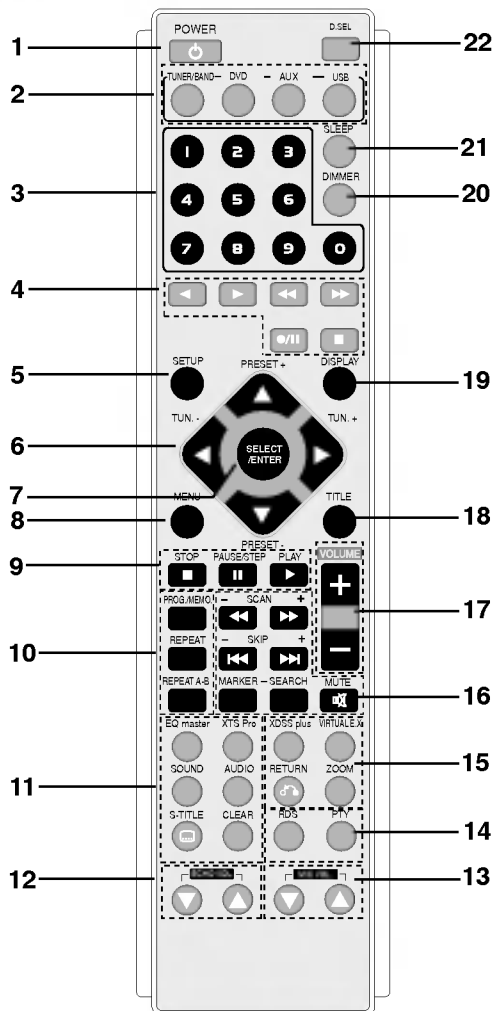 POWER
D.SEL
1
22
2
TUNER/BAND – DVD – AUX – USB
SLEEP
21
1 2 3
DIMMER
3
20
4 5 6
7 8 9 0
4
5
SETUP
PRESET +
DISPLAY
19
TUN. -
TUN. +
6
SELECT
/ENTER
7
8
MENU
TITLE
18
PRESET -
9
STOP
PAUSE/STEP
PLAY
VOLUME
+
17
PROG./MEMO
– SCAN +
10
REPEAT
– SKIP +
–
REPEAT A-B
MARKER – SEARCH
MUTE
16
EQ master
XTS Pro
XDSS plus
VIRTUAL E.X
11
SOUND
AUDIO
RETURN
ZOOM
15
S-TITLE
CLEAR
RDS
PTY
14
12
13